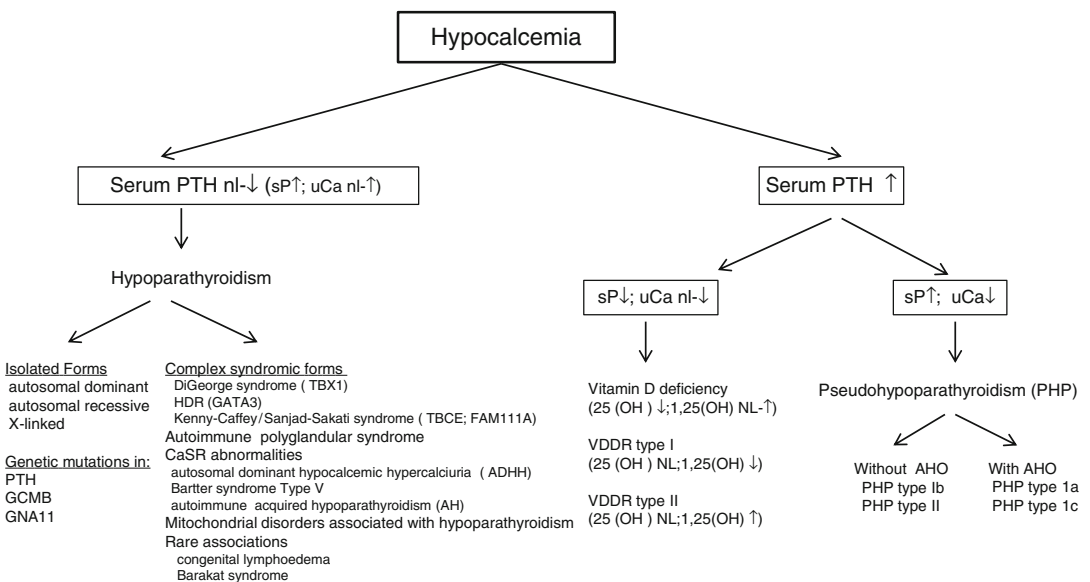 Hypocalcemia
Serum PTH nl-↓ (sP↑; uCa nl-↑)
Serum PTH ↑
Hypoparathyroidism
sP↓; uCa nl-↓
sP↑; uCa↓
Isolated Forms
autosomal dominant
autosomal recessive
X-linked
Genetic mutations in:
PTH
GCMB
GNA11
Complex syndromic forms
DiGeorge syndrome ( TBX1)
HDR (GATA3)
Kenny-Caffey/Sanjad-Sakati syndrome ( TBCE; FAM111A)
Autoimmune polyglandular syndrome
CaSR abnormalities
autosomal dominant hypocalcemic hypercalciuria ( ADHH)
Bartter syndrome Type V
autoimmune acquired hypoparathyroidism (AH)
Mitochondrial disorders associated with hypoparathyroidism
Rare associations
congenital lymphoedema
Barakat syndrome
Vitamin D deficiency
(25 (OH ) ↓;1,25(OH) NL-↑)
VDDR type I
(25 (OH ) NL;1,25(OH) ↓)
VDDR type II
(25 (OH ) NL;1,25(OH) ↑)
Pseudohypoparathyroidism (PHP)
Without AHO
PHP type Ib
PHP type II
With AHO
PHP type 1a
PHP type 1c